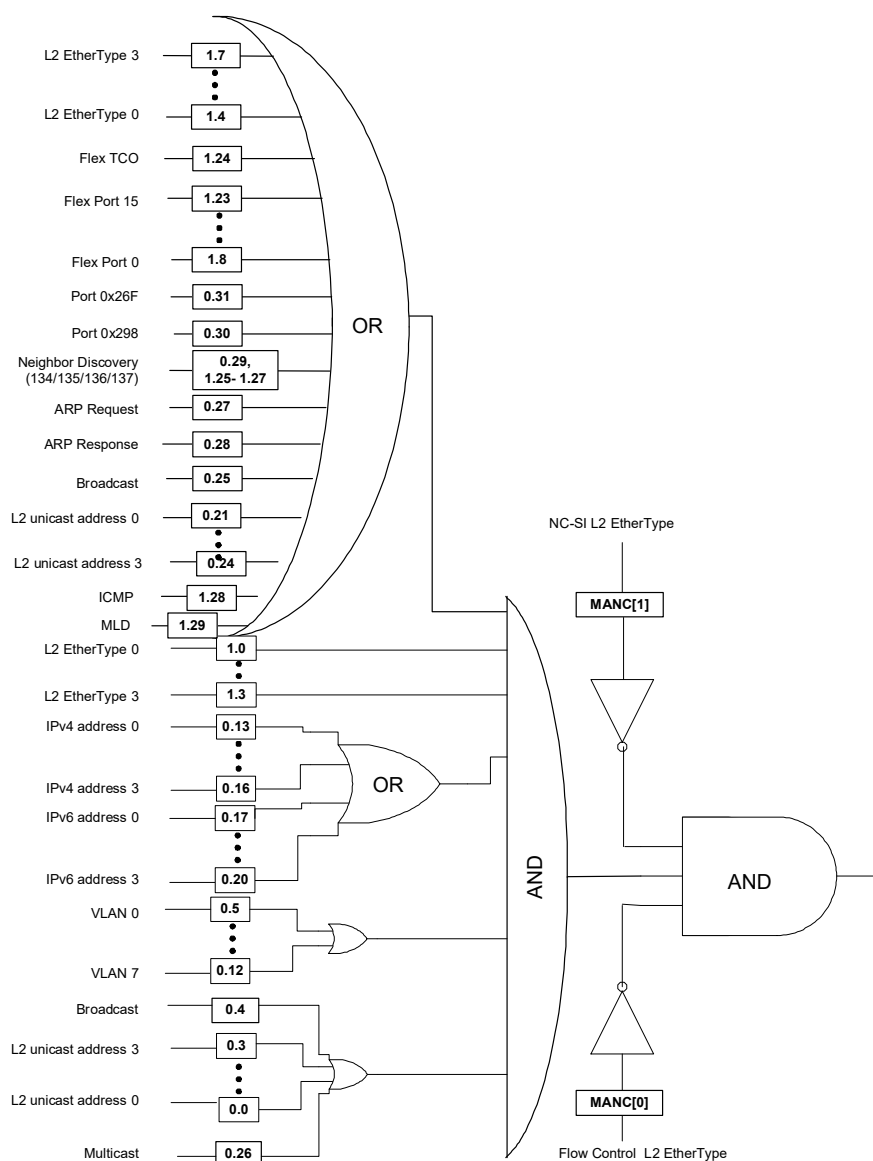 L2 EtherType 3
1.7
L2 EtherType 0
1.4
Flex TCO
1.24
Flex Port 15
1.23
Flex Port 0
1.8
Port 0x26F
0.31
Port 0x298
0.30
OR
Neighbor Discovery
(134/135/136/137)
0.29,
1.25- 1.27
ARP Request
0.27
ARP Response
0.28
Broadcast
0.25
L2 unicast address 0
0.21
L2 unicast address 3
0.24
ICMP
1.28
MLD
1.29
L2 EtherType 0
1.0
L2 EtherType 3
1.3
IPv4 address 0
0.13
IPv4 address 3
0.16
OR
IPv6 address 0
0.17
IPv6 address 3
0.20
VLAN 0
0.5
VLAN 7
0.12
Broadcast
0.4
L2 unicast address 3
0.3
L2 unicast address 0
0.0
Multicast
0.26
AND
NC-SI L2 EtherType
MANC[1]
AND
MANC[0]
Flow Control L2 EtherType